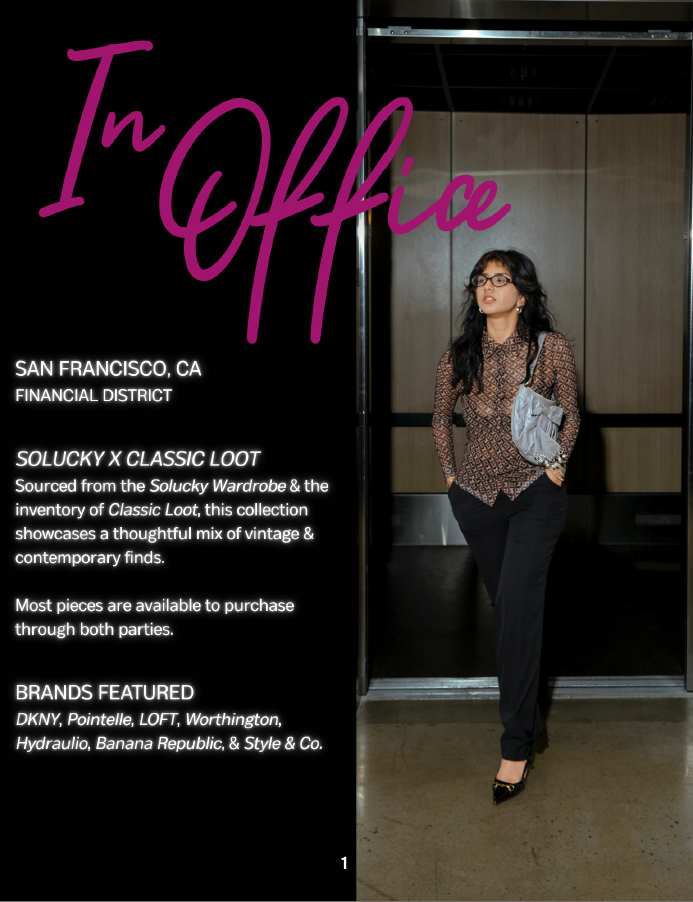 In
Office
SAN FRANCISCO, CA
FINANCIAL DISTRICT
SOLUCKY X CLASSIC LOOT
Sourced from the Solucky Wardrobe & the
inventory of Classic Loot, this collection
showcases a thoughtful mix of vintage &
contemporary finds.
Most pieces are available to purchase
through both parties.
BRANDS FEATURED
DKNY, Pointelle, LOFT, Worthington,
Hydraulio, Banana Republic, & Style & Co.
1